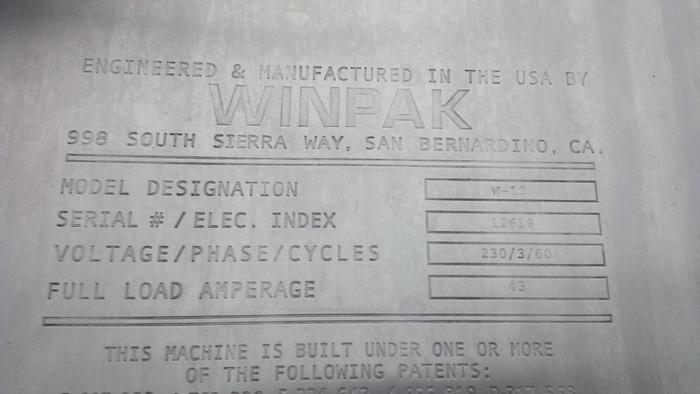 ENGINEERED & MANUFACTURED IN THE USA BY
WINPAK
998 SOUTH SIERRA WAY, SAN BERNARDINO, CA.
MODEL DESIGNATION W-12
SERIAL # / ELEC. INDEX 12618
VOLTAGE/PHASE/CYCLES 230/3/60
FULL LOAD AMPERAGE 43
THIS MACHINE IS BUILT UNDER ONE OR MORE
OF THE FOLLOWING PATENTS: